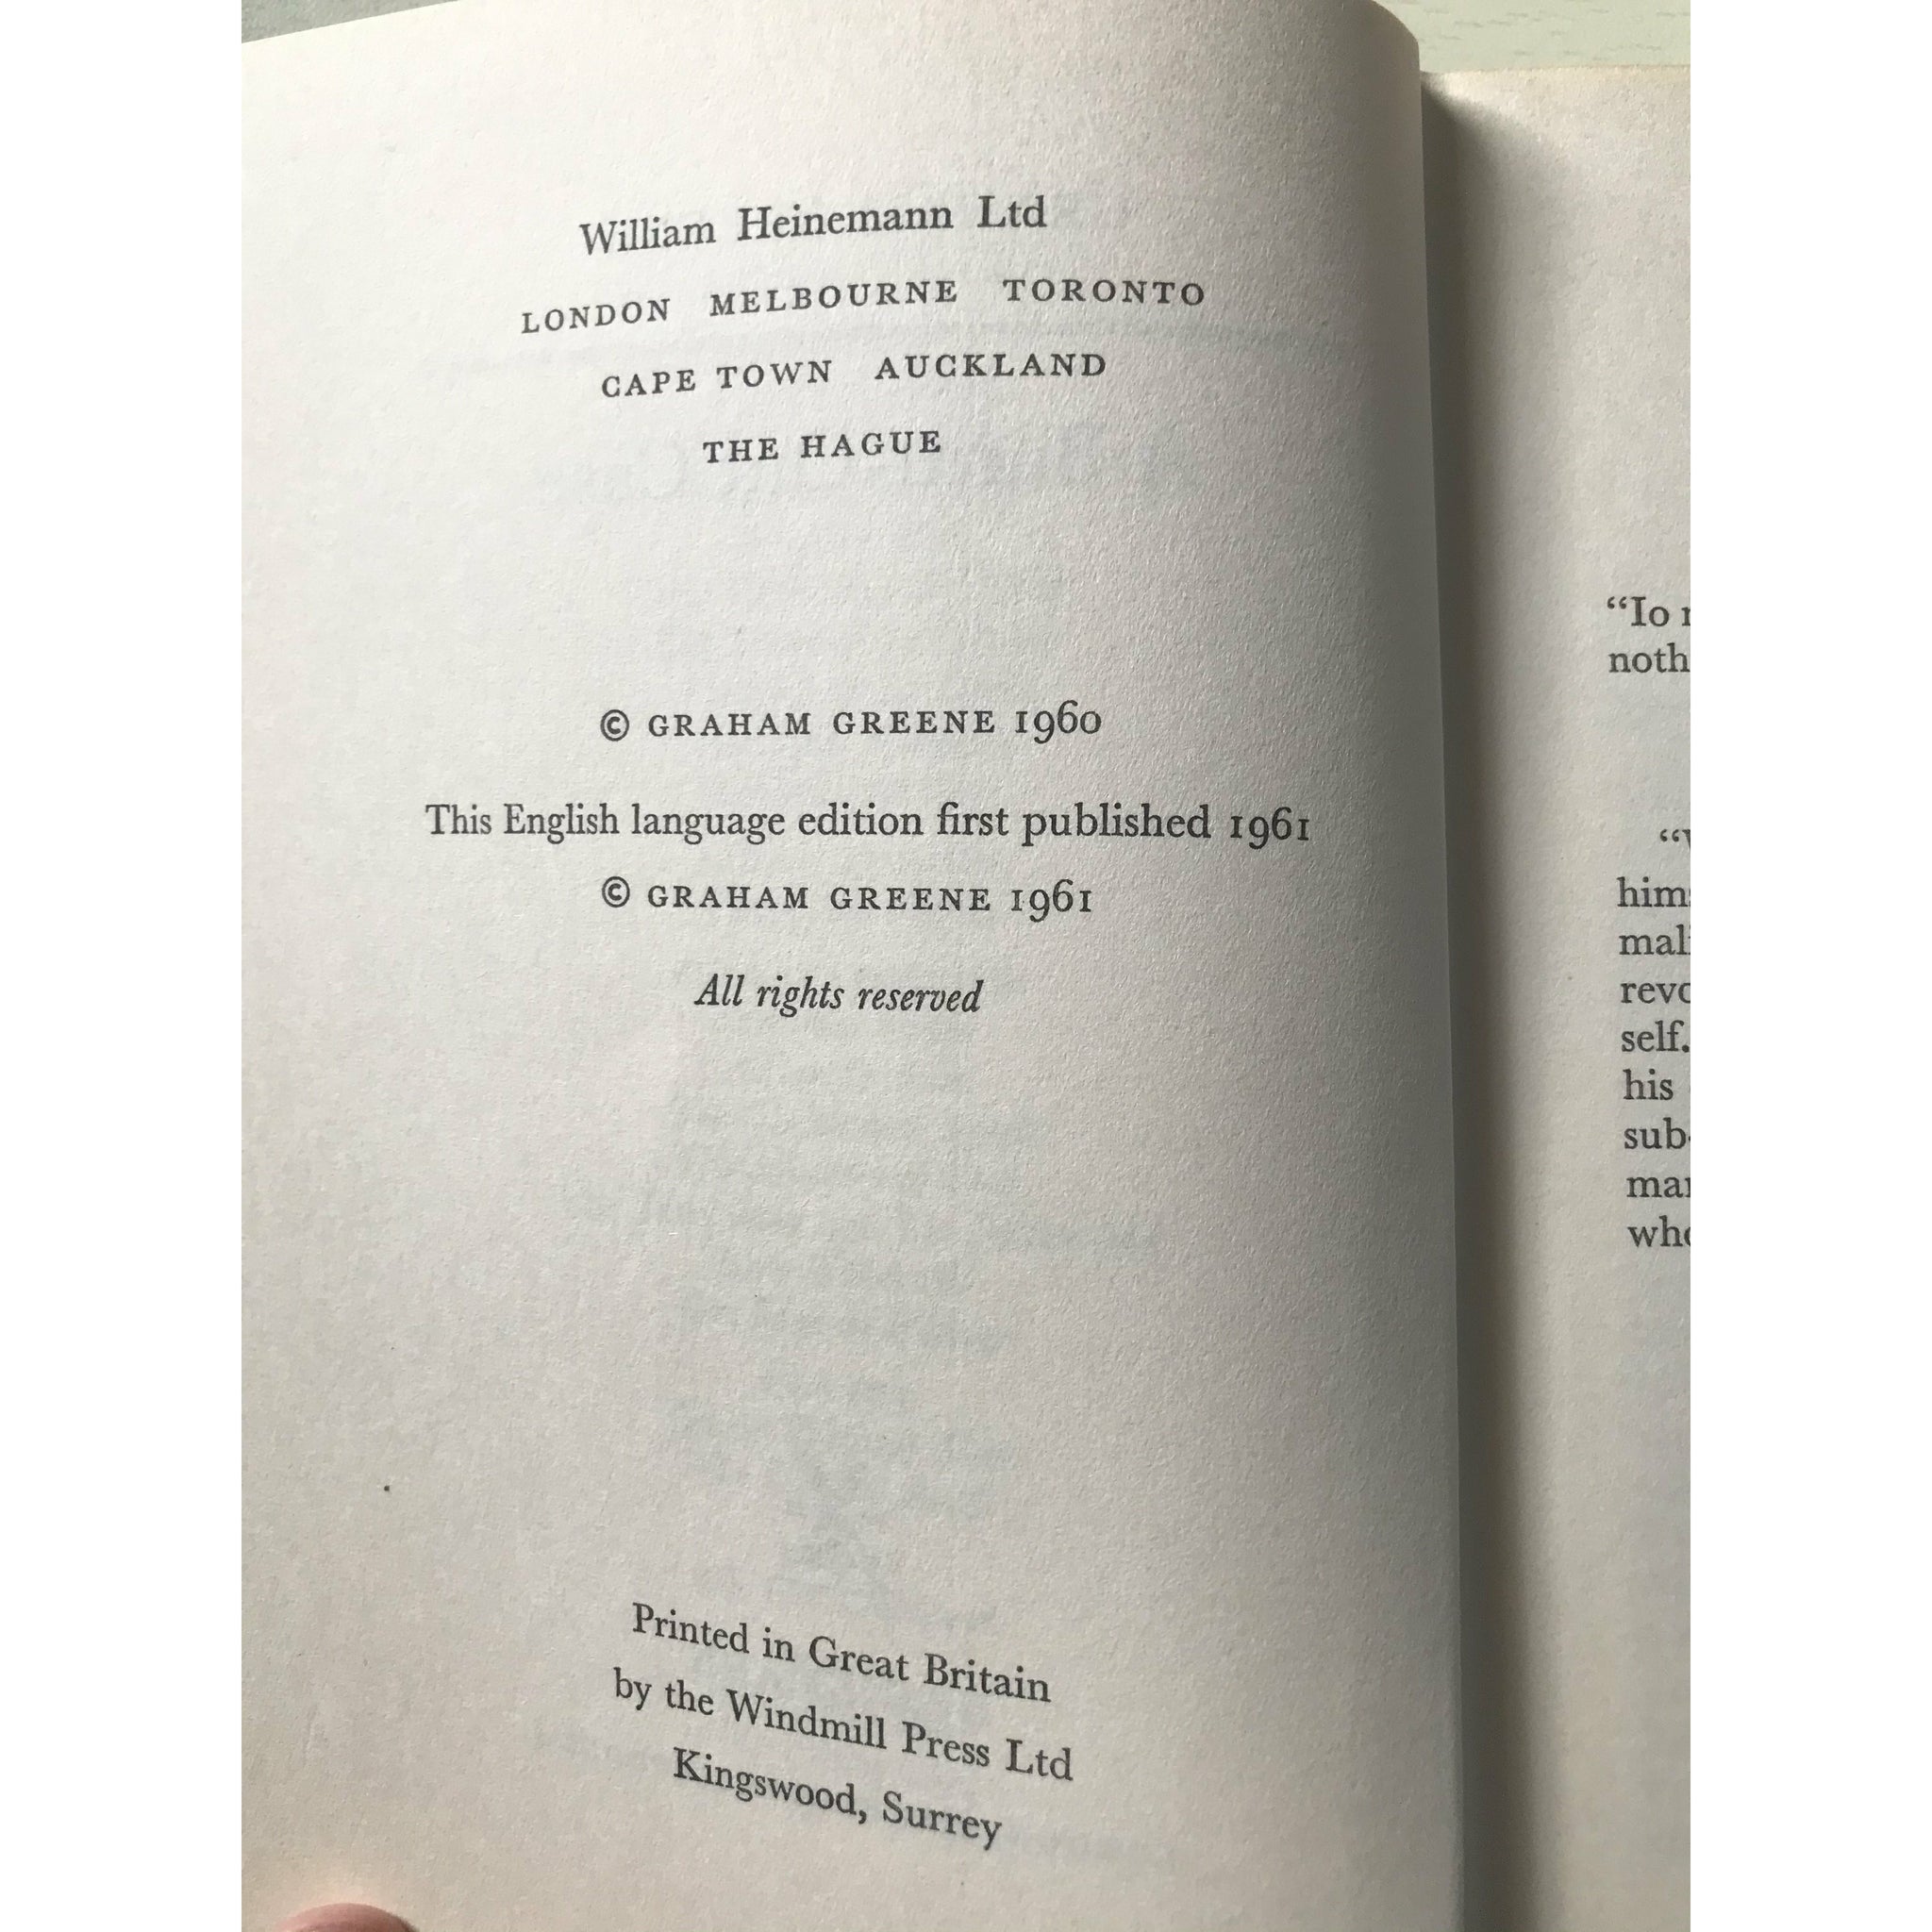 William Heinemann Ltd
LONDON MELBOURNE TORONTO
CAPE TOWN AUCKLAND
THE HAGUE
© GRAHAM GREENE 1960
This English language edition first published 1961
© GRAHAM GREENE 1961
All rights reserved
Printed in Great Britain
by the Windmill Press Ltd
Kingswood, Surrey
“Io
self.
his